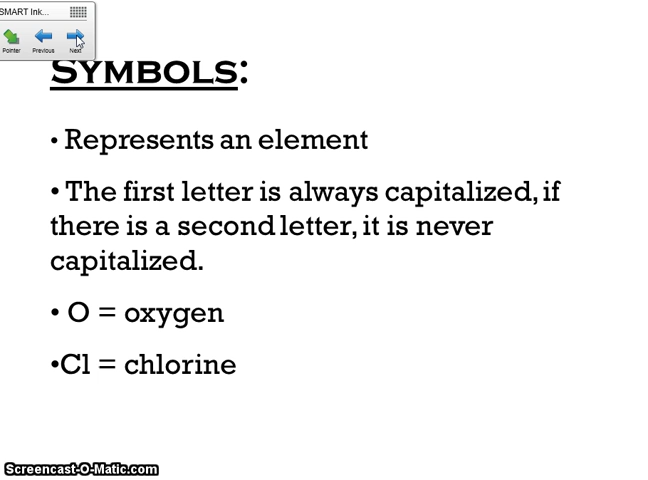 SMART Ink...
Pointer Previous Next
SYMBOLS:
• Represents an element
• The first letter is always capitalized, if
there is a second letter, it is never
capitalized.
• O = oxygen
•Cl = chlorine
Screencast-O-Matic.com